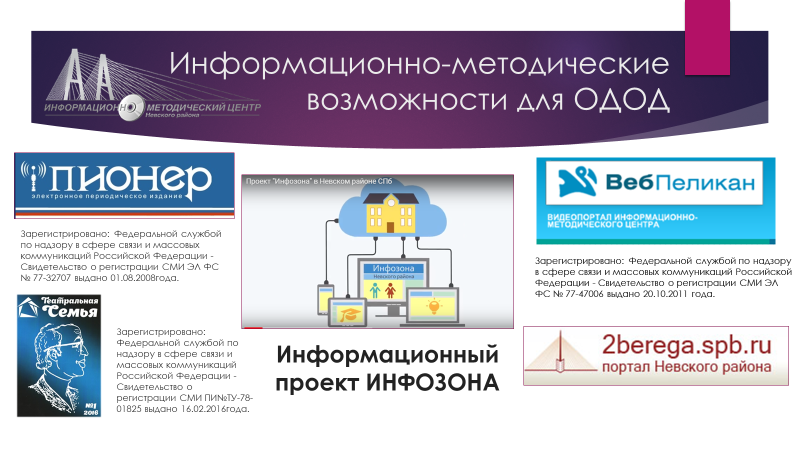 Информационно-методические
возможности для ОДОД
ИНФОРМАЦИОННО МЕТОДИЧЕСКИЙ ЦЕНТР
Невского района
пионер
электронное периодическое издание
Зарегистрировано: Федеральной службой
по надзору в сфере связи и массовых
коммуникаций Российской Федерации -
Свидетельство о регистрации СМИ ЭЛ ФС
№ 77-32707 выдано 01.08.2008года.
Театральная
Семья
№1
2016
Зарегистрировано:
Федеральной службой по
надзору в сфере связи и
массовых коммуникаций
Российской Федерации -
Свидетельство о
регистрации СМИ ПИ№ТУ-78-
01825 выдано 16.02.2016года.
Проект "Инфозона" в Невском районе СПб
Инфозона
Невского района
Информационный
проект ИНФОЗОНА
ВебПеликан
ВИДЕОПОРТАЛ ИНФОРМАЦИОННО-
МЕТОДИЧЕСКОГО ЦЕНТРА
Зарегистрировано: Федеральной службой по надзору
в сфере связи и массовых коммуникаций Российской
Федерации - Свидетельство о регистрации СМИ ЭЛ
ФС № 77-47006 выдано 20.10.2011 года.
2berega.spb.ru
портал Невского района